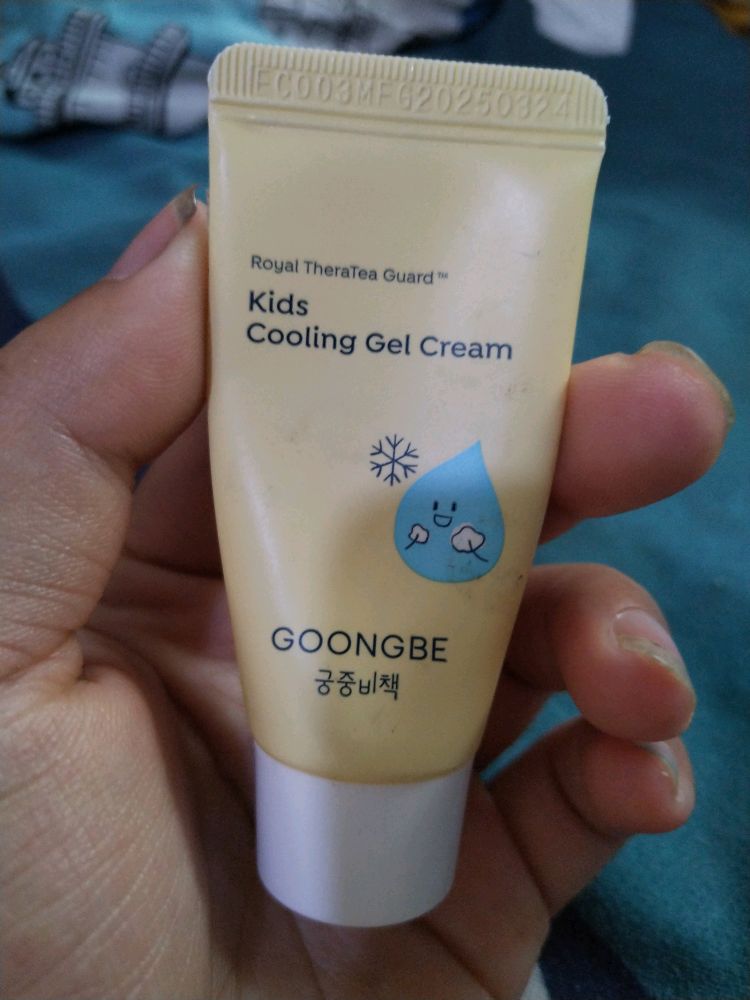 EC003MFG20250324
Royal TheraTea Guard™
Kids
Cooling Gel Cream
GOONGBE
궁중비책